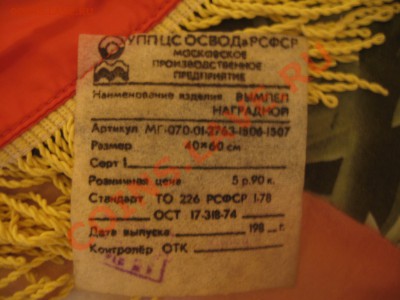 УПП ЦС ОСВОДа РСФСР
МОСКОВСКОЕ
ПРОИЗВОДСТВЕННОЕ
ПРЕДПРИЯТИЕ
Наименование изделия ВЫМПЕЛ
НАГРАДНОЙ
Артикул МГ-070-01-2763-1806-1507
Размер 40×60 см
Сорт 1
Розничная цена 5 р. 90 к.
Стандарт ТО 226 РСФСР 1-78
ОСТ 17-318-74
Дата выпуска 198 г.
Контролёр ОТК